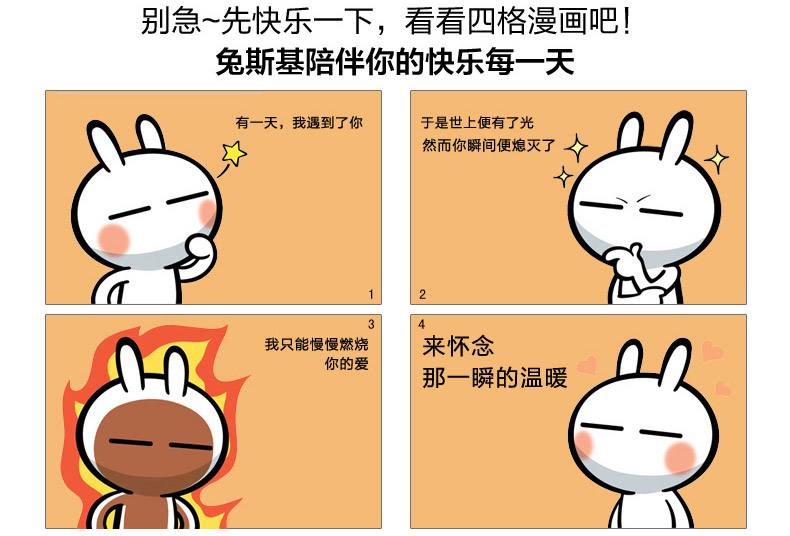 别急~先快乐一下，看看四格漫画吧！
兔斯基陪伴你的快乐每一天
有一天，我遇到了你
1
于是世上便有了光
然而你瞬间便熄灭了
2
3
我只能慢慢燃烧
你的爱
4
来怀念
那一瞬的温暖